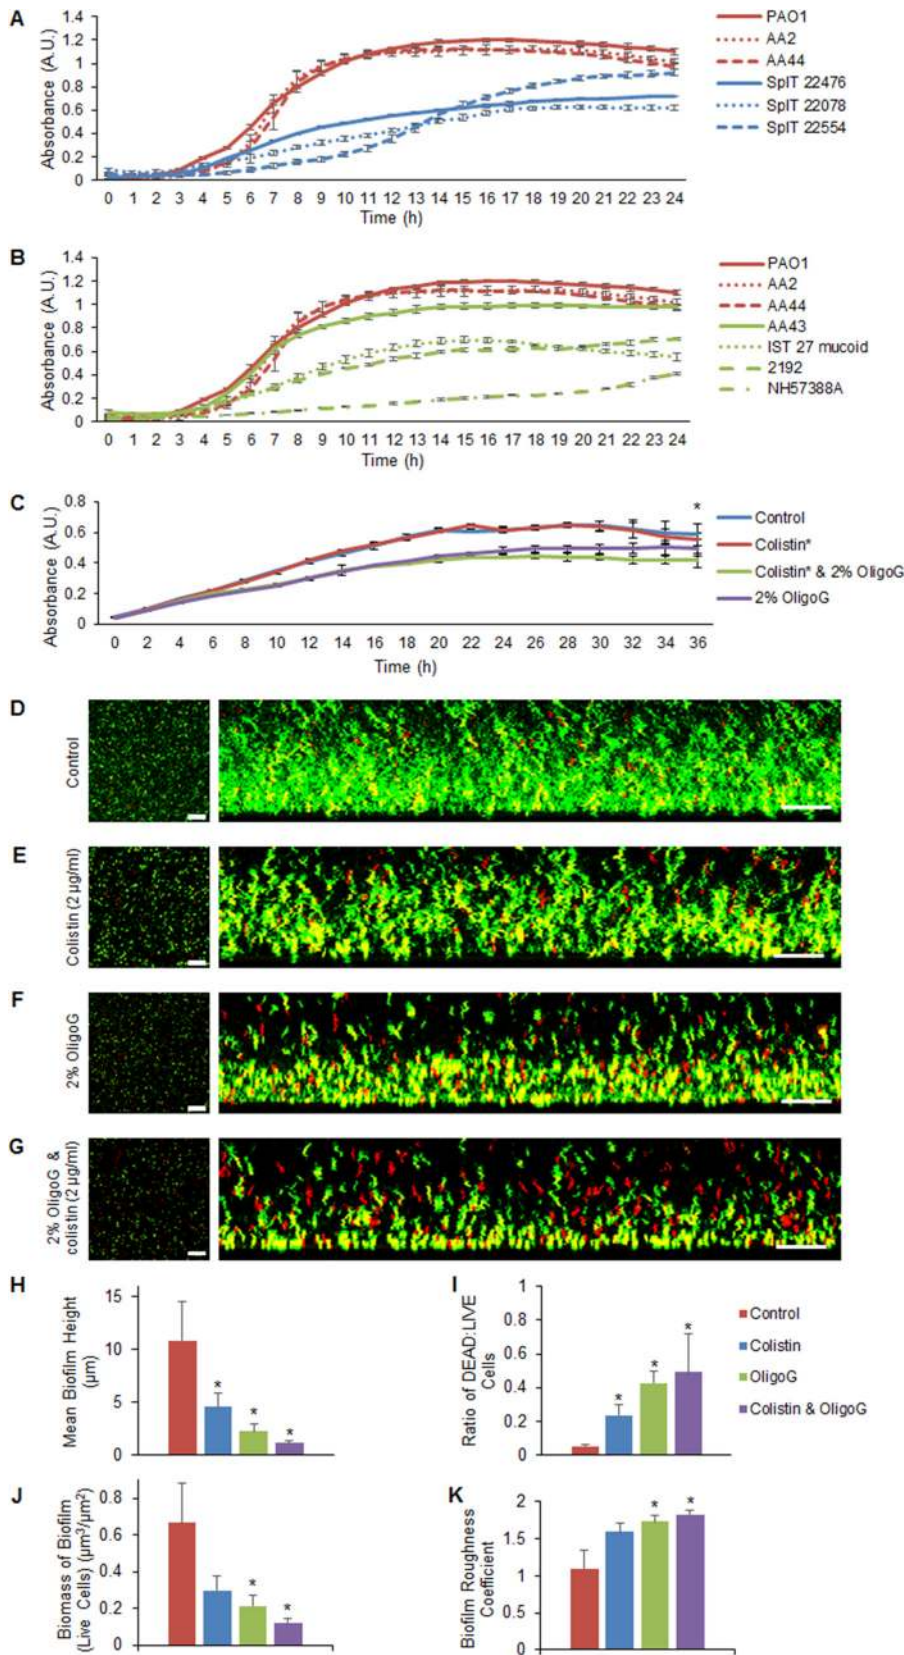 A
Absorbance (A.U.)
1.4
1.2
1
0.8
0.6
0.4
0.2
0
0 1 2 3 4 5 6 7 8 9 10 11 12 13 14 15 16 17 18 19 20 21 22 23 24
Time (h)
PAO1
AA2
AA44
SpIT 22476
SpIT 22078
SpIT 22554
B
Absorbance (A.U.)
1.4
1.2
1
0.8
0.6
0.4
0.2
0
0 1 2 3 4 5 6 7 8 9 10 11 12 13 14 15 16 17 18 19 20 21 22 23 24
Time (h)
PAO1
AA2
AA44
AA43
IST 27 mucoid
2192
NH57388A
C
Absorbance (A.U.)
0.8
0.6
0.4
0.2
0
0 2 4 6 8 10 12 14 16 18 20 22 24 26 28 30 32 34 36
Time (h)
*
Control
Colistin*
Colistin* & 2% OligoG
2% OligoG
D
Control
E
Colistin (2 µg/ml)
F
2% OligoG
G
2% OligoG &
colistin (2 µg/ml)
H
Mean Biofilm Height
(µm)
15
10
5
0
* * *
I
Ratio of DEAD:LIVE
Cells
1
0.8
0.6
0.4
0.2
0
* * *
Control
Colistin
OligoG
Colistin & OligoG
J
Biomass of Biofilm
(Live Cells) (µm³/µm²)
0.8
0.6
0.4
0.2
0
* *
K
Biofilm Roughness
Coefficient
2
1.5
1
0.5
0
* *